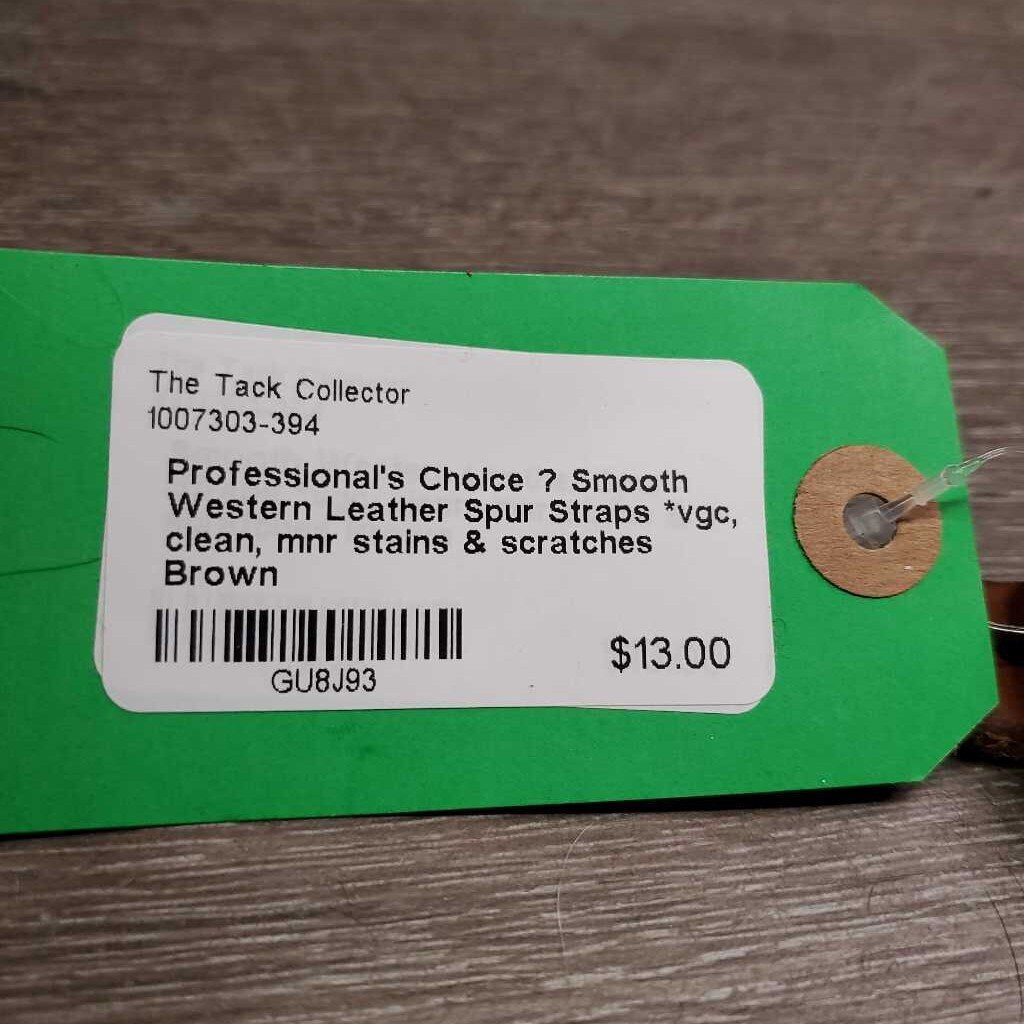 The Tack Collector
1007303-394
Professional's Choice ? Smooth
Western Leather Spur Straps *vgc,
clean, mnr stains & scratches
Brown
$13.00
GU8J93